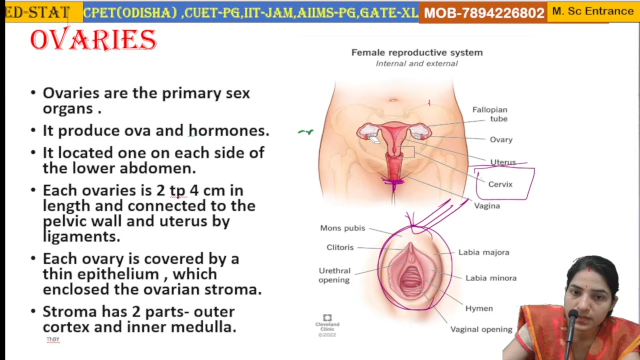 ED-STAT
CPET(ODISHA) ,CUET-PG,IIT-JAM,AIIMS-PG,GATE-XL
MOB-7894226802
M. Sc Entrance
OVARIES
• Ovaries are the primary sex
organs .
• It produce ova and hormones.
• It located one on each side of
the lower abdomen.
• Each ovaries is 2 tp 4 cm in
length and connected to the
pelvic wall and uterus by
ligaments.
• Each ovary is covered by a
thin epithelium , which
enclosed the ovarian stroma.
• Stroma has 2 parts- outer
cortex and inner medulla.
Female reproductive system
Internal and external
Fallopian
tube
Ovary
Uterus
Cervix
Vagina
Mons pubis
Clitoris
Urethral
opening
Labia majora
Labia minora
Hymen
Vaginal opening
Cleveland
Clinic
©2022